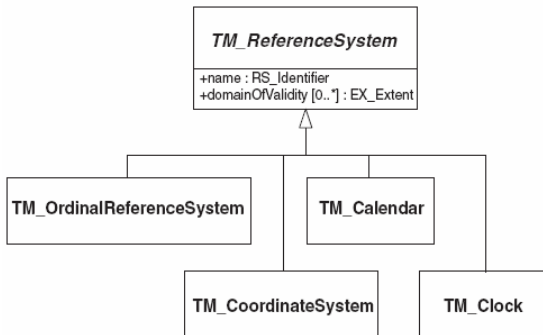 TM_ReferenceSystem
+name : RS_Identifier
+domainOfValidity [0..*] : EX_Extent
TM_OrdinalReferenceSystem
TM_Calendar
TM_CoordinateSystem
TM_Clock